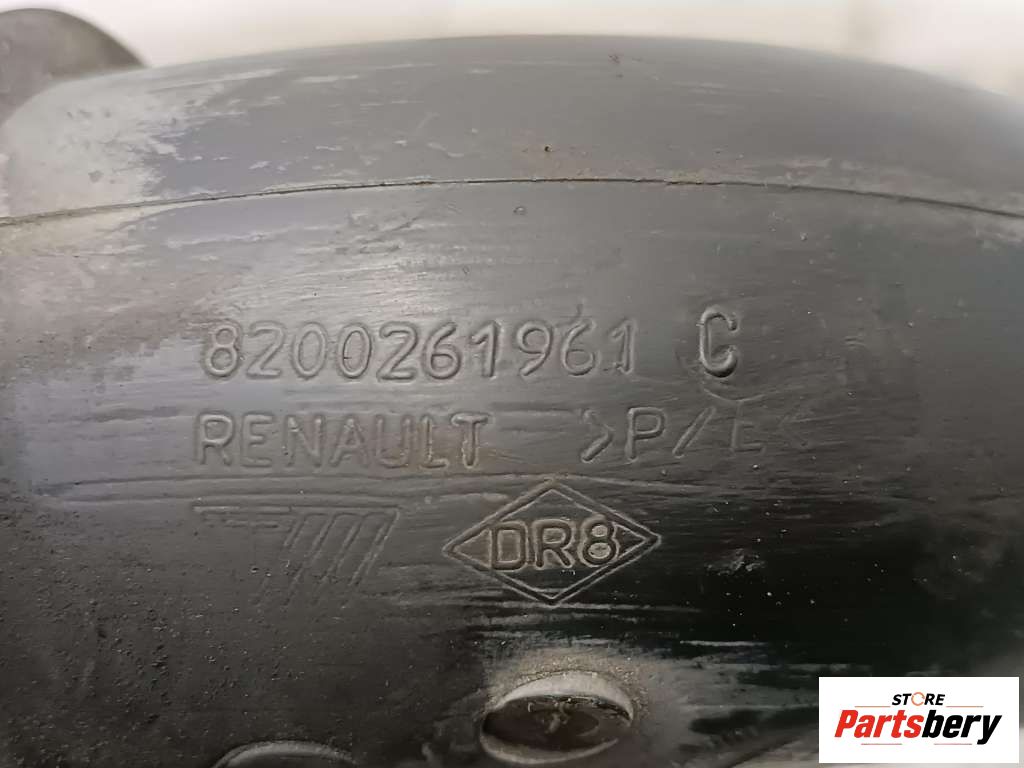 8200261961 C
RENAULT >P/E<
DR8
STORE
Partsbery